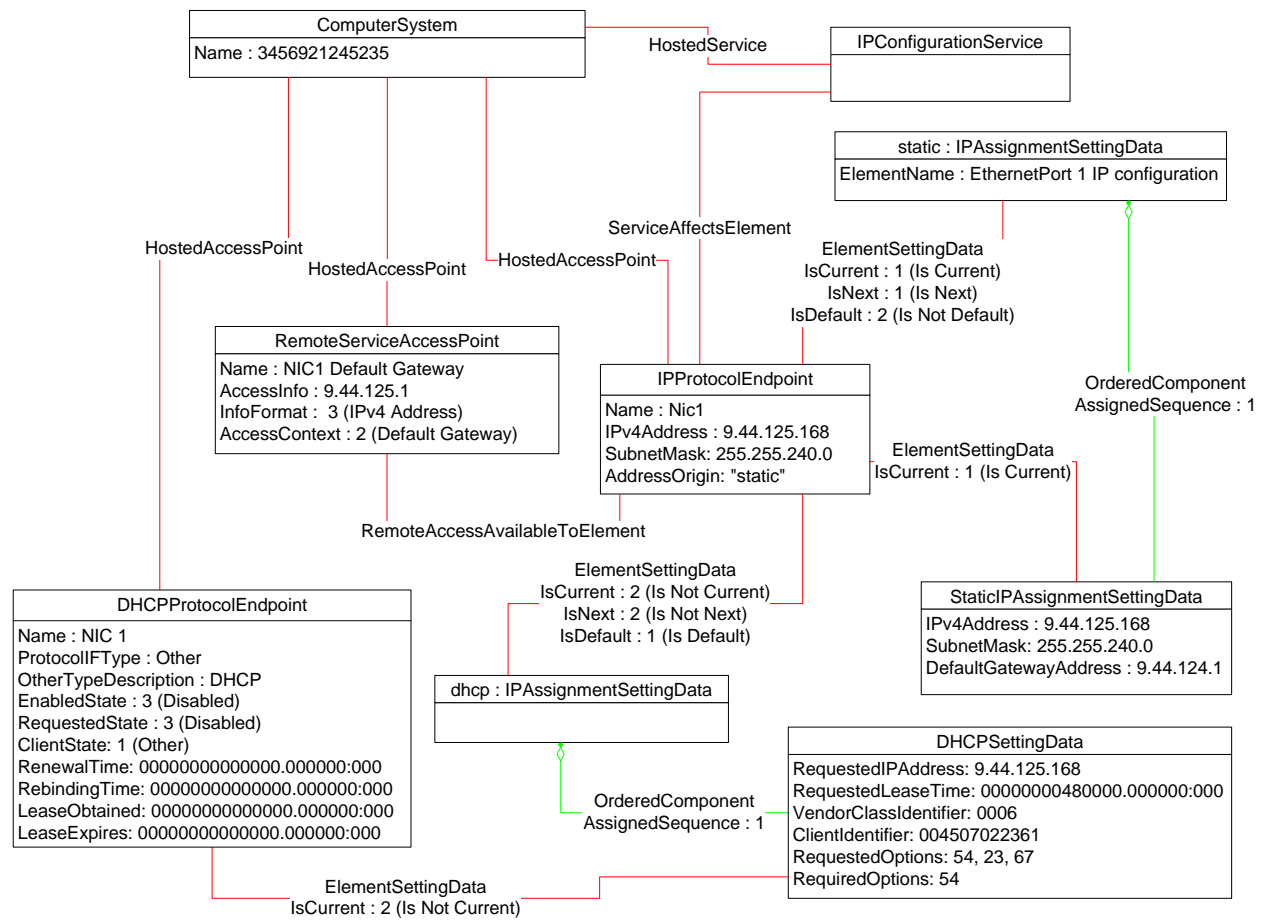 ComputerSystem
Name : 3456921245235
HostedService
IPConfigurationService
static : IPAssignmentSettingData
ElementName : EthernetPort 1 IP configuration
HostedAccessPoint
HostedAccessPoint
HostedAccessPoint
ServiceAffectsElement
ElementSettingData
IsCurrent : 1 (Is Current)
IsNext : 1 (Is Next)
IsDefault : 2 (Is Not Default)
RemoteServiceAccessPoint
Name : NIC1 Default Gateway
AccessInfo : 9.44.125.1
InfoFormat :  3 (IPv4 Address)
AccessContext : 2 (Default Gateway)
IPProtocolEndpoint
Name : Nic1
IPv4Address : 9.44.125.168
SubnetMask: 255.255.240.0
AddressOrigin: "static"
OrderedComponent
AssignedSequence : 1
ElementSettingData
IsCurrent : 1 (Is Current)
RemoteAccessAvailableToElement
ElementSettingData
IsCurrent : 2 (Is Not Current)
IsNext : 2 (Is Not Next)
IsDefault : 1 (Is Default)
DHCPProtocolEndpoint
Name : NIC 1
ProtocolIFType : Other
OtherTypeDescription : DHCP
EnabledState : 3 (Disabled)
RequestedState : 3 (Disabled)
ClientState: 1 (Other)
RenewalTime: 00000000000000.000000:000
RebindingTime: 00000000000000.000000:000
LeaseObtained: 00000000000000.000000:000
LeaseExpires: 00000000000000.000000:000
StaticIPAssignmentSettingData
IPv4Address : 9.44.125.168
SubnetMask: 255.255.240.0
DefaultGatewayAddress : 9.44.124.1
dhcp : IPAssignmentSettingData
OrderedComponent
AssignedSequence : 1
DHCPSettingData
RequestedIPAddress: 9.44.125.168
RequestedLeaseTime: 00000000480000.000000:000
VendorClassIdentifier: 0006
ClientIdentifier: 004507022361
RequestedOptions: 54, 23, 67
RequiredOptions: 54
ElementSettingData
IsCurrent : 2 (Is Not Current)